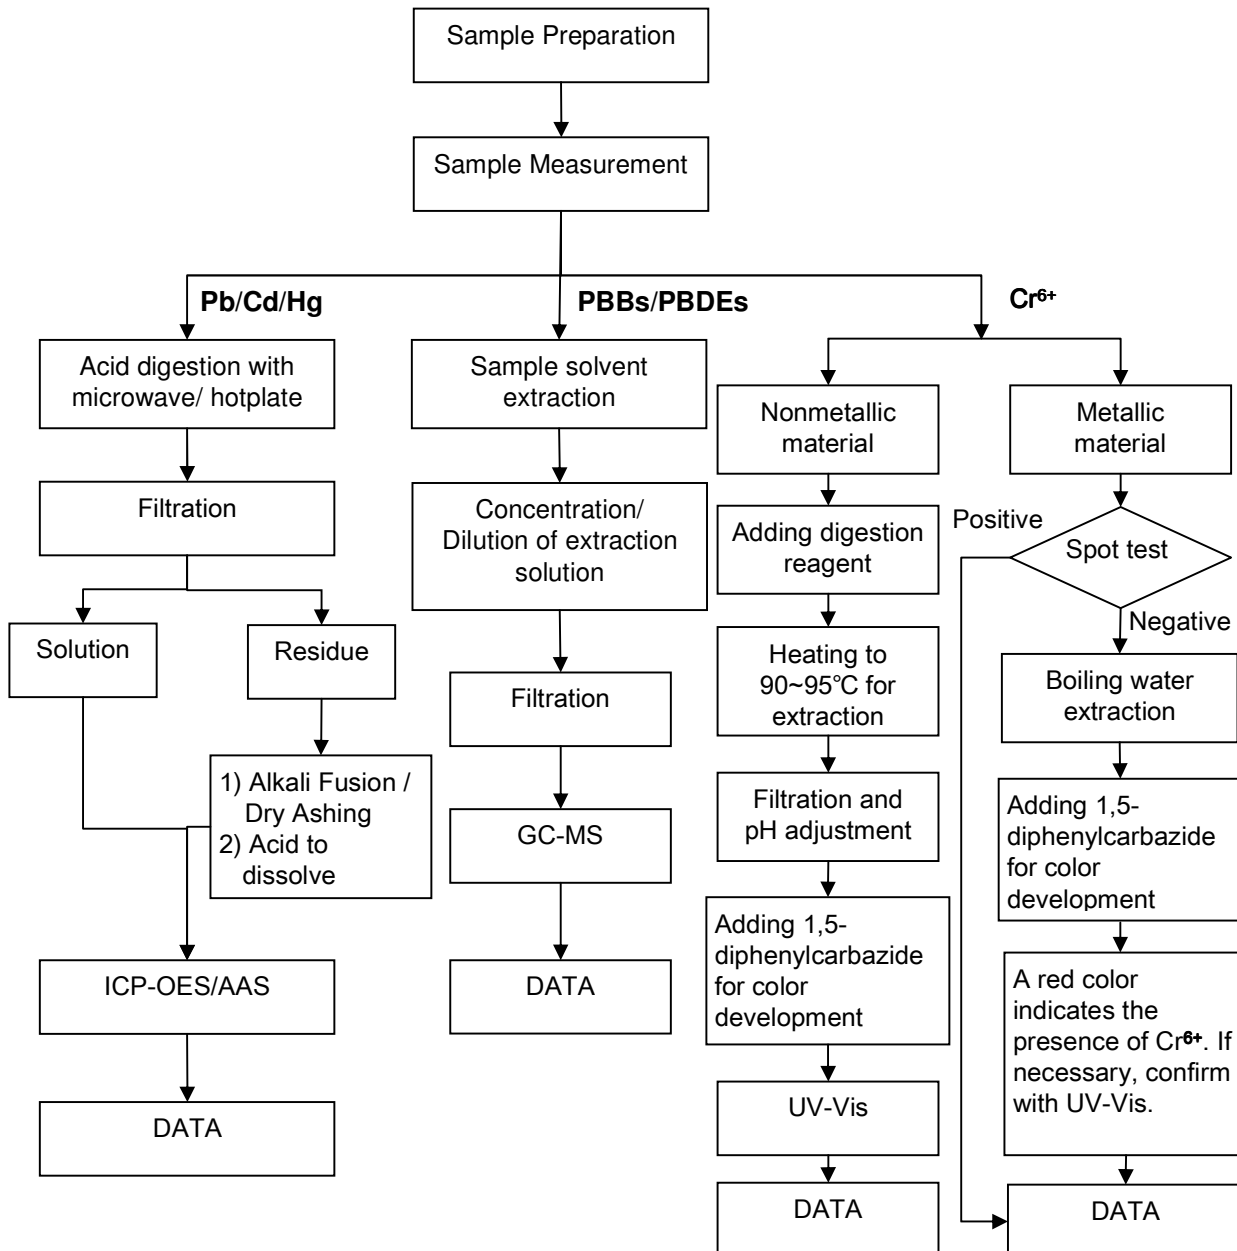 Sample Preparation
Sample Measurement
Pb/Cd/Hg
PBBs/PBDEs
Cr⁶⁺
Acid digestion with
microwave/ hotplate
Filtration
Solution
Residue
1) Alkali Fusion /
Dry Ashing
2) Acid to
dissolve
ICP-OES/AAS
DATA
Sample solvent
extraction
Concentration/
Dilution of extraction
solution
Filtration
GC-MS
DATA
Nonmetallic
material
Adding digestion
reagent
Heating to
90~95℃ for
extraction
Filtration and
pH adjustment
Adding 1,5-
diphenylcarbazide
for color
development
UV-Vis
DATA
Metallic
material
Positive
Spot test
Negative
Boiling water
extraction
Adding 1,5-
diphenylcarbazide
for color
development
A red color
indicates the
presence of Cr⁶⁺. If
necessary, confirm
with UV-Vis.
DATA